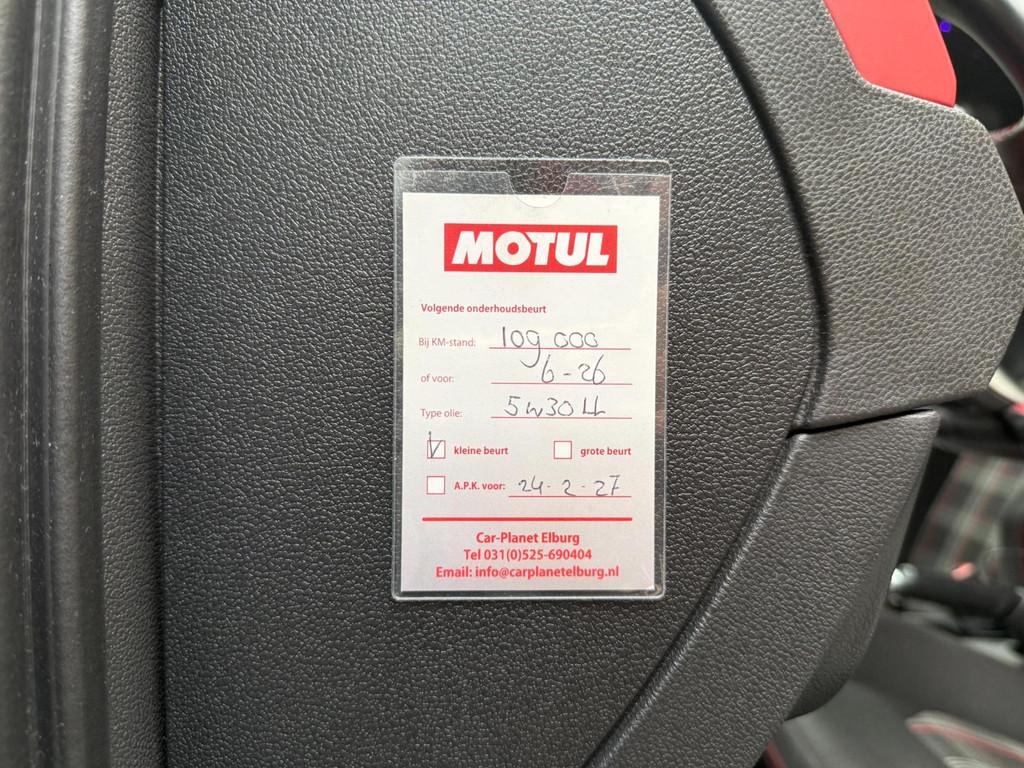 MOTUL
Volgende onderhoudsbeurt
Bij KM-stand: 109 000
of voor: 6-26
Type olie: 5w30 LL
kleine beurt grote beurt
A.P.K. voor: 24-2-27
Car-Planet Elburg
Tel 031(0)525-690404
Email: info@carplanetelburg.nl